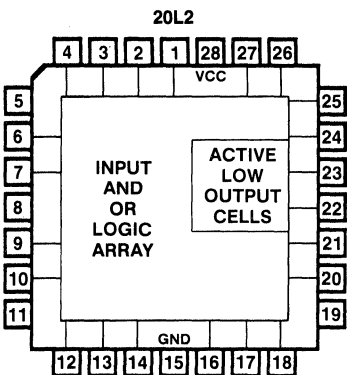 20L2
4 3 2 1 28 27 26
VCC
5
6
7
8
9
10
11
25
24
23
22
21
20
19
INPUT
AND
OR
LOGIC
ARRAY
ACTIVE
LOW
OUTPUT
CELLS
GND
12 13 14 15 16 17 18